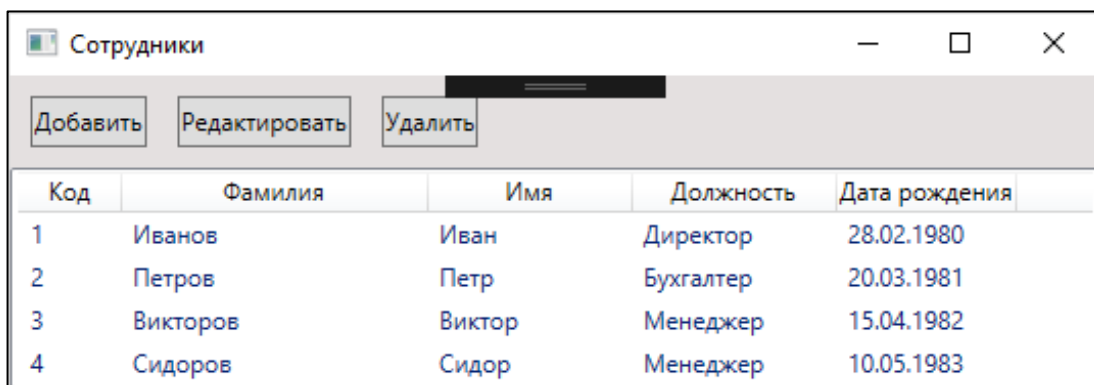 Сотрудники
Добавить Редактировать Удалить
Код Фамилия Имя Должность Дата рождения
1 Иванов Иван Директор 28.02.1980
2 Петров Петр Бухгалтер 20.03.1981
3 Викторов Виктор Менеджер 15.04.1982
4 Сидоров Сидор Менеджер 10.05.1983